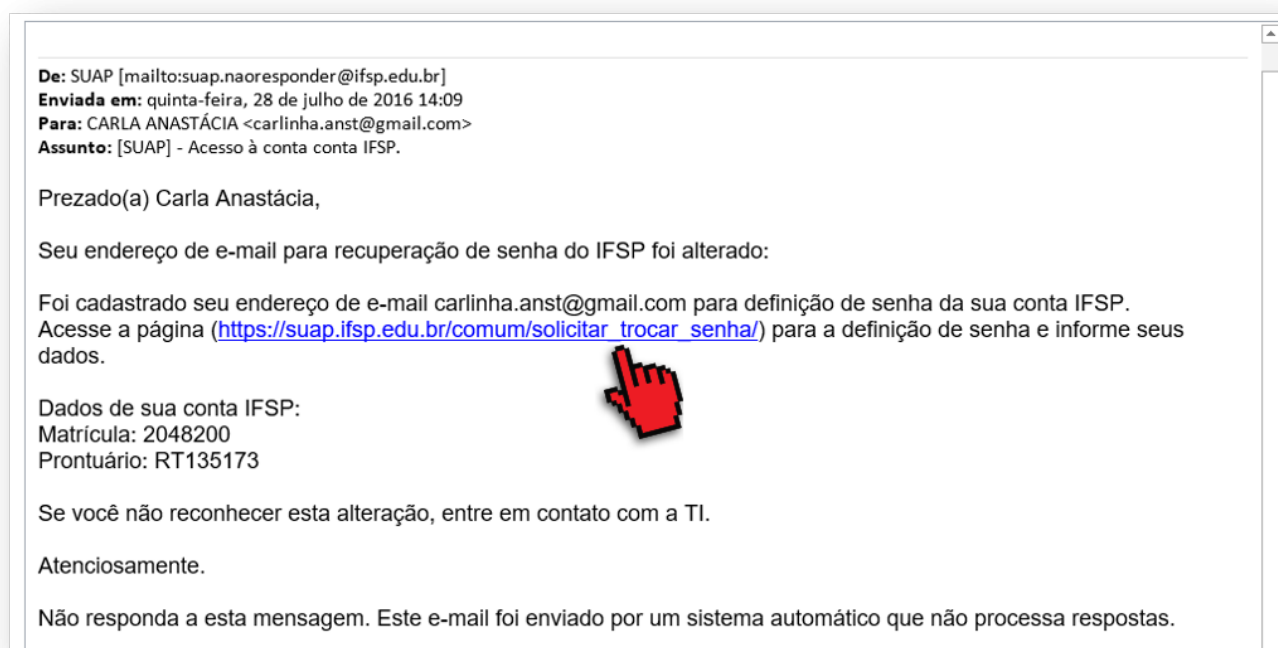 De: SUAP [mailto:suap.naoresponder@ifsp.edu.br]
Enviada em: quinta-feira, 28 de julho de 2016 14:09
Para: CARLA ANASTÁCIA <carlinha.anst@gmail.com>
Assunto: [SUAP] - Acesso à conta conta IFSP.
Prezado(a) Carla Anastácia,
Seu endereço de e-mail para recuperação de senha do IFSP foi alterado:
Foi cadastrado seu endereço de e-mail carlinha.anst@gmail.com para definição de senha da sua conta IFSP.
Acesse a página (https://suap.ifsp.edu.br/comum/solicitar_trocar_senha/) para a definição de senha e informe seus
dados.
Dados de sua conta IFSP:
Matrícula: 2048200
Prontuário: RT135173
Se você não reconhecer esta alteração, entre em contato com a TI.
Atenciosamente.
Não responda a esta mensagem. Este e-mail foi enviado por um sistema automático que não processa respostas.